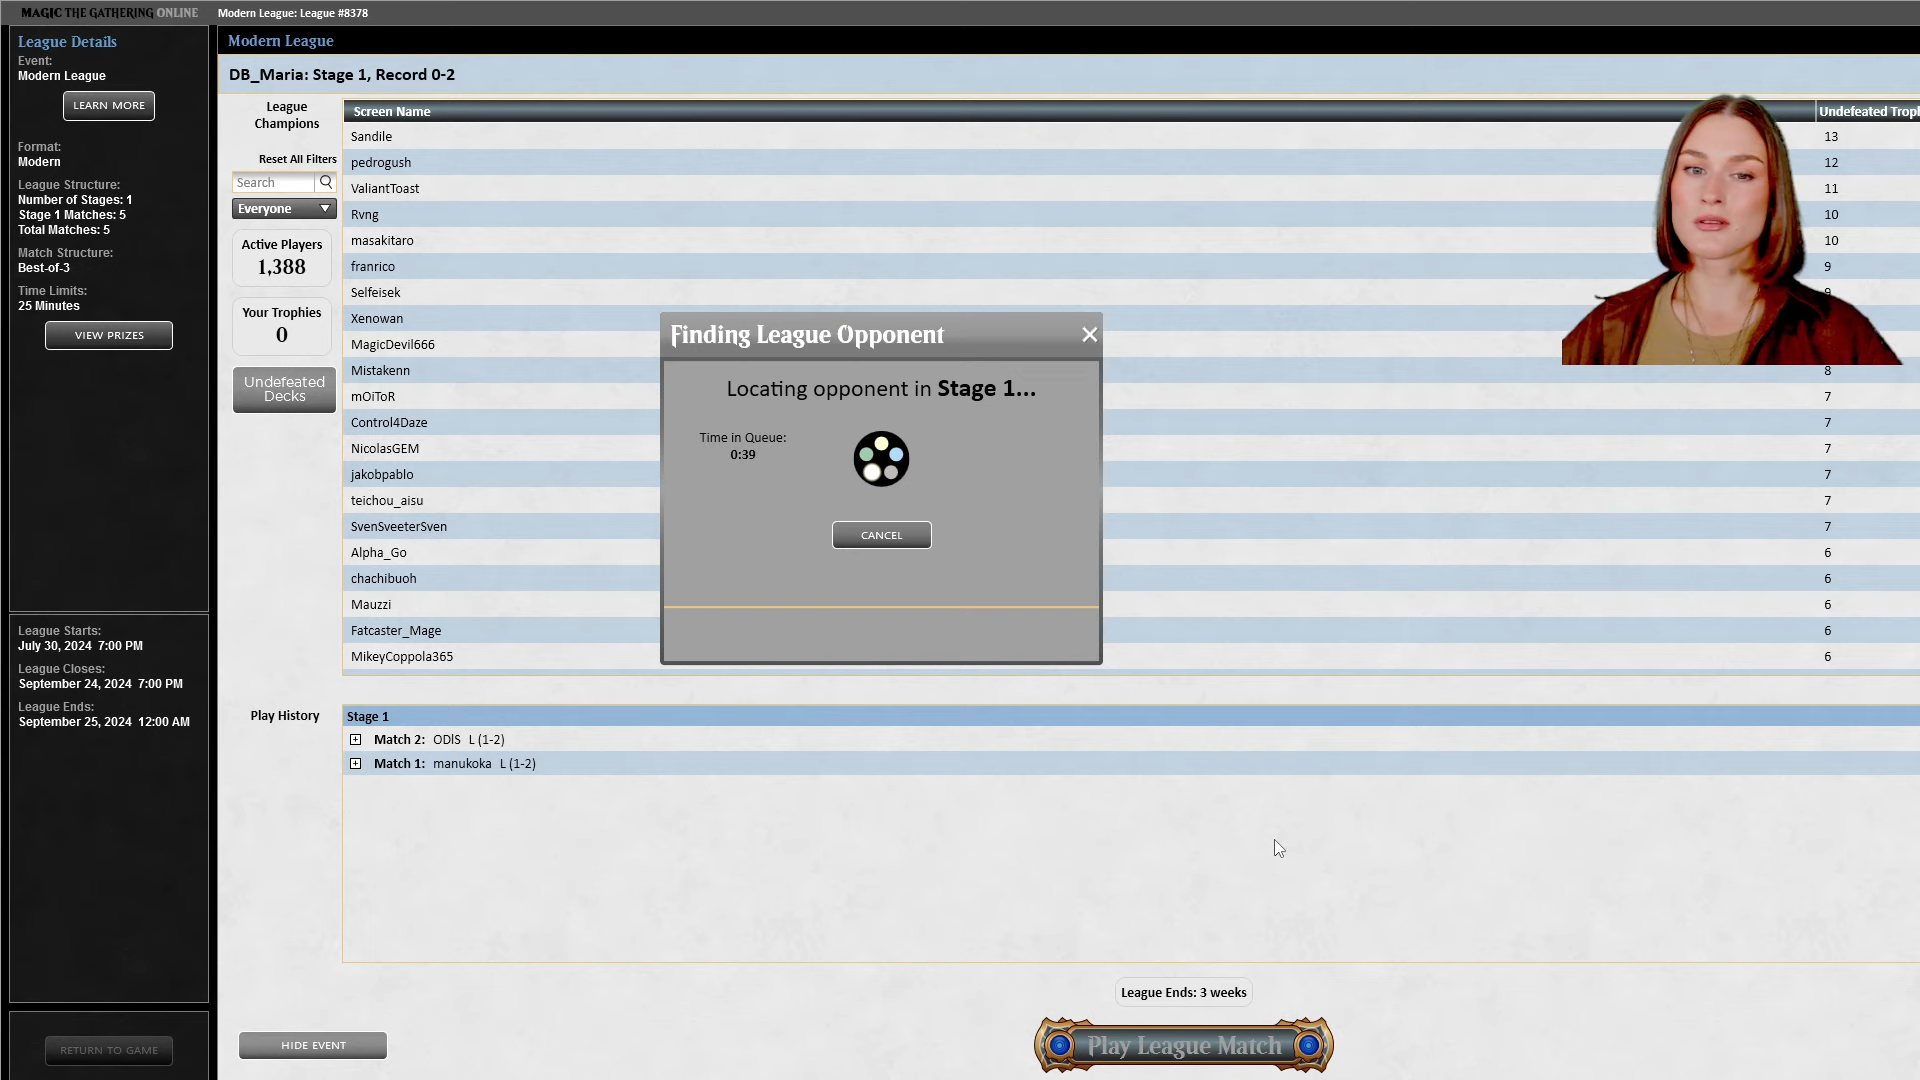 MAGIC THE GATHERING ONLINE
Modern League: League #8378
League Details
Event:
Modern League
LEARN MORE
Format:
Modern
League Structure:
Number of Stages: 1
Stage 1 Matches: 5
Total Matches: 5
Match Structure:
Best-of-3
Time Limits:
25 Minutes
VIEW PRIZES
League Starts:
July 30, 2024 7:00 PM
League Closes:
September 24, 2024 7:00 PM
League Ends:
September 25, 2024 12:00 AM
RETURN TO GAME
Modern League
DB_Maria: Stage 1, Record 0-2
League
Champions
Reset All Filters
Search
Everyone
Active Players
1,388
Your Trophies
0
Undefeated
Decks
Screen Name
Undefeated Troph
Sandile 13
pedrogush 12
ValiantToast 11
Rvng 10
masakitaro 10
franrico 9
Selfeisek 9
Xenowan
MagicDevil666
Mistakenn 8
mOiToR 7
Control4Daze 7
NicolasGEM 7
jakobpablo 7
teichou_aisu 7
SvenSveeterSven 7
Alpha_Go 6
chachibuoh 6
Mauzzi 6
Fatcaster_Mage 6
MikeyCoppola365 6
Finding League Opponent
Locating opponent in Stage 1...
Time in Queue:
0:39
CANCEL
Play History
Stage 1
Match 2: ODlS L (1-2)
Match 1: manukoka L (1-2)
League Ends: 3 weeks
HIDE EVENT
Play League Match